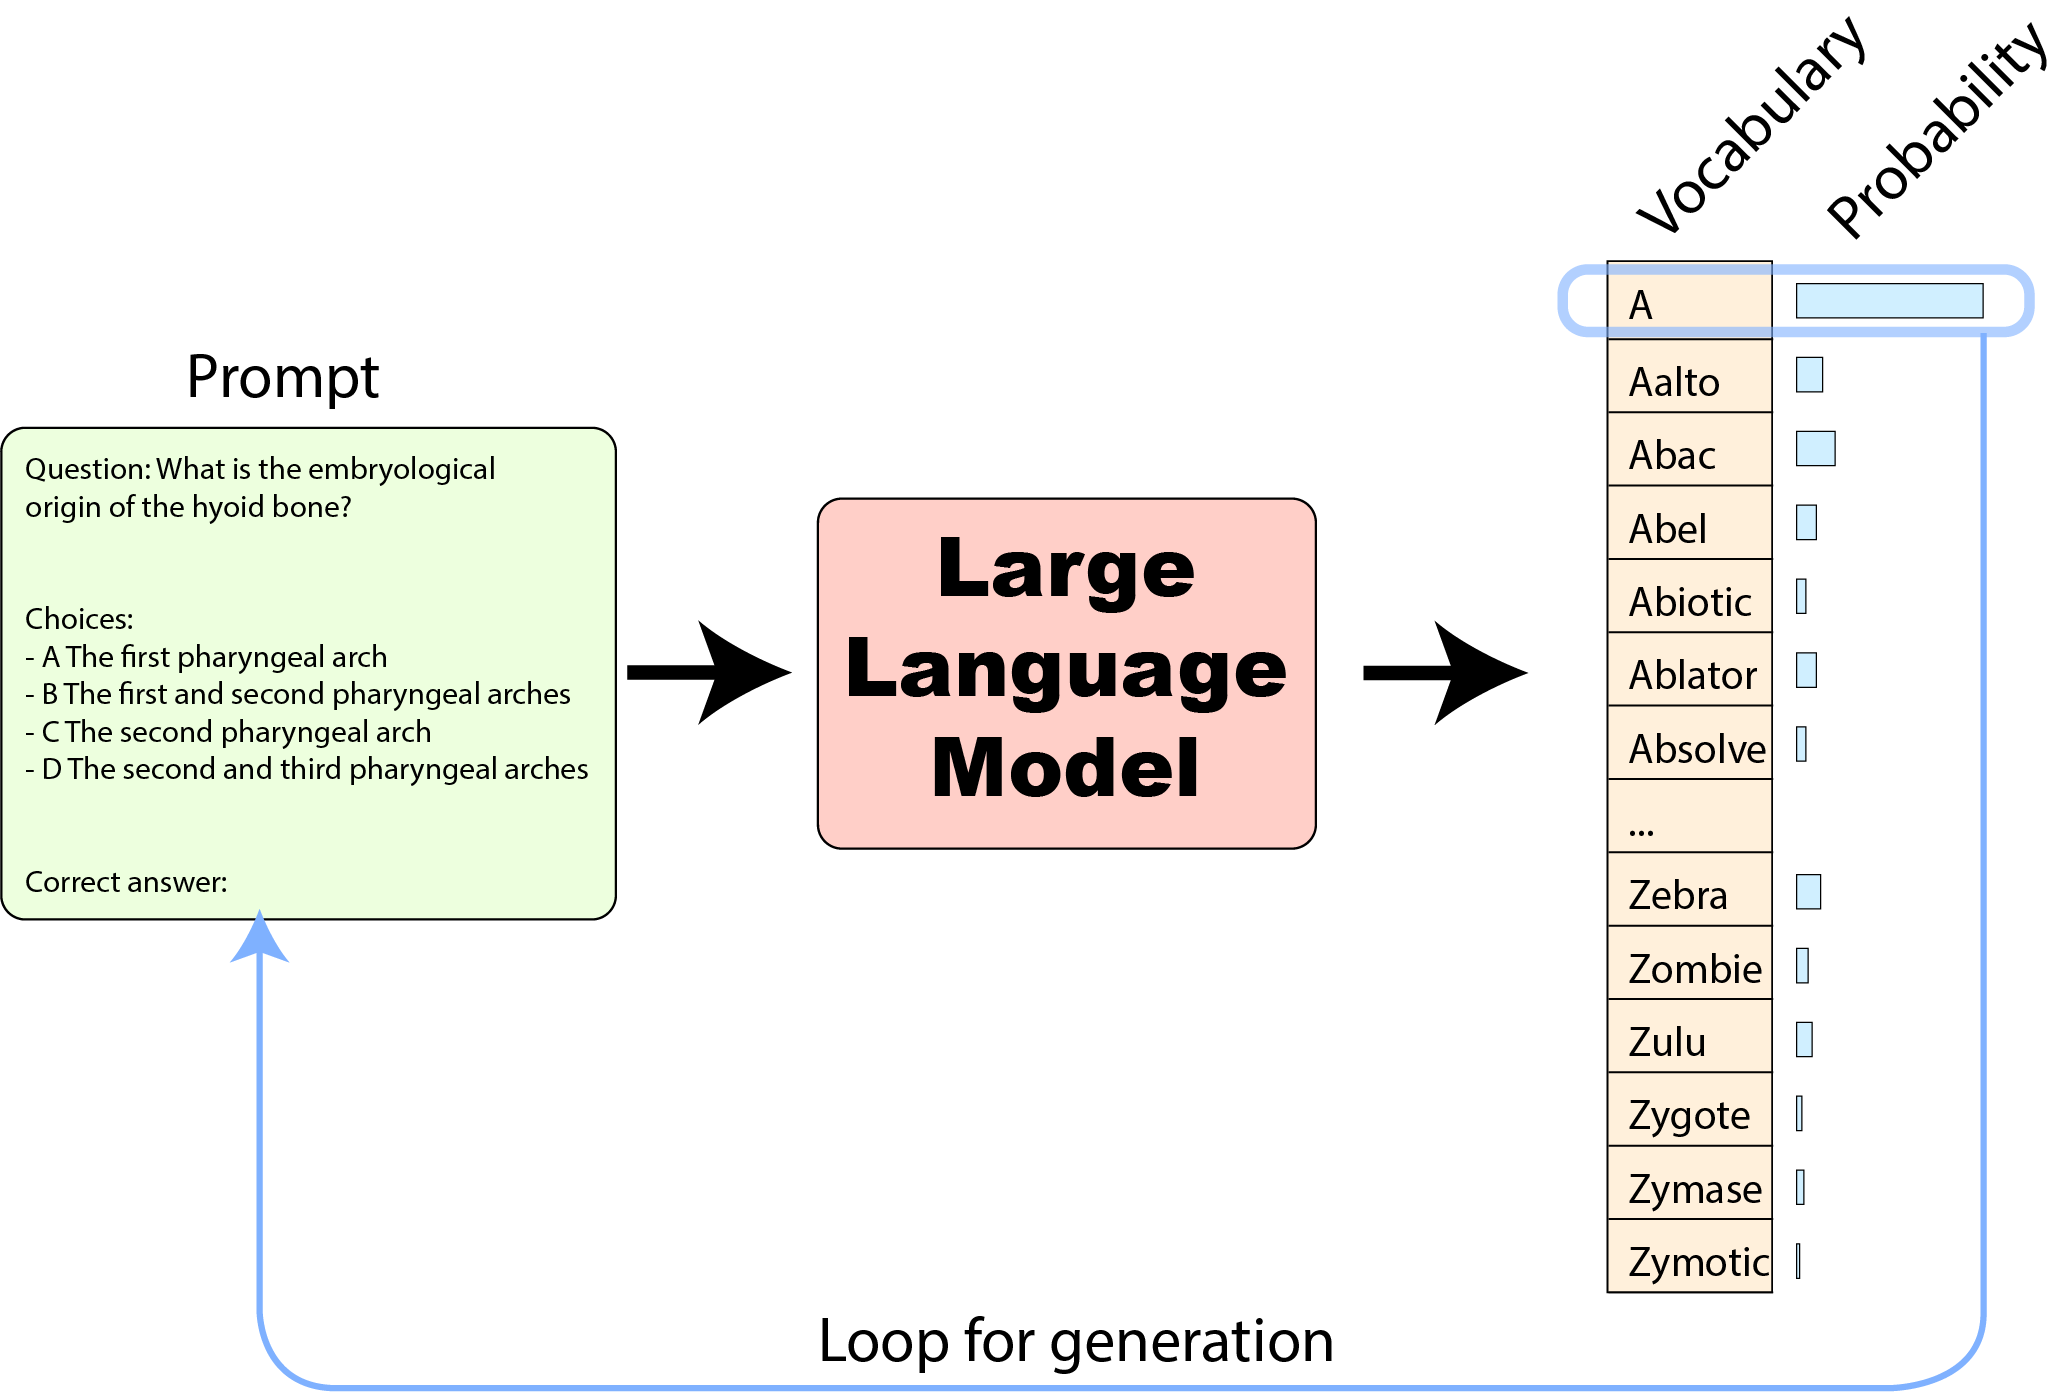 Vocabulary
Probability
Prompt
Question: What is the embryological
origin of the hyoid bone?
Choices:
- A The first pharyngeal arch
- B The first and second pharyngeal arches
- C The second pharyngeal arch
- D The second and third pharyngeal arches
Correct answer:
Large
Language
Model
A
Aalto
Abac
Abel
Abiotic
Ablator
Absolve
...
Zebra
Zombie
Zulu
Zygote
Zymase
Zymotic
Loop for generation